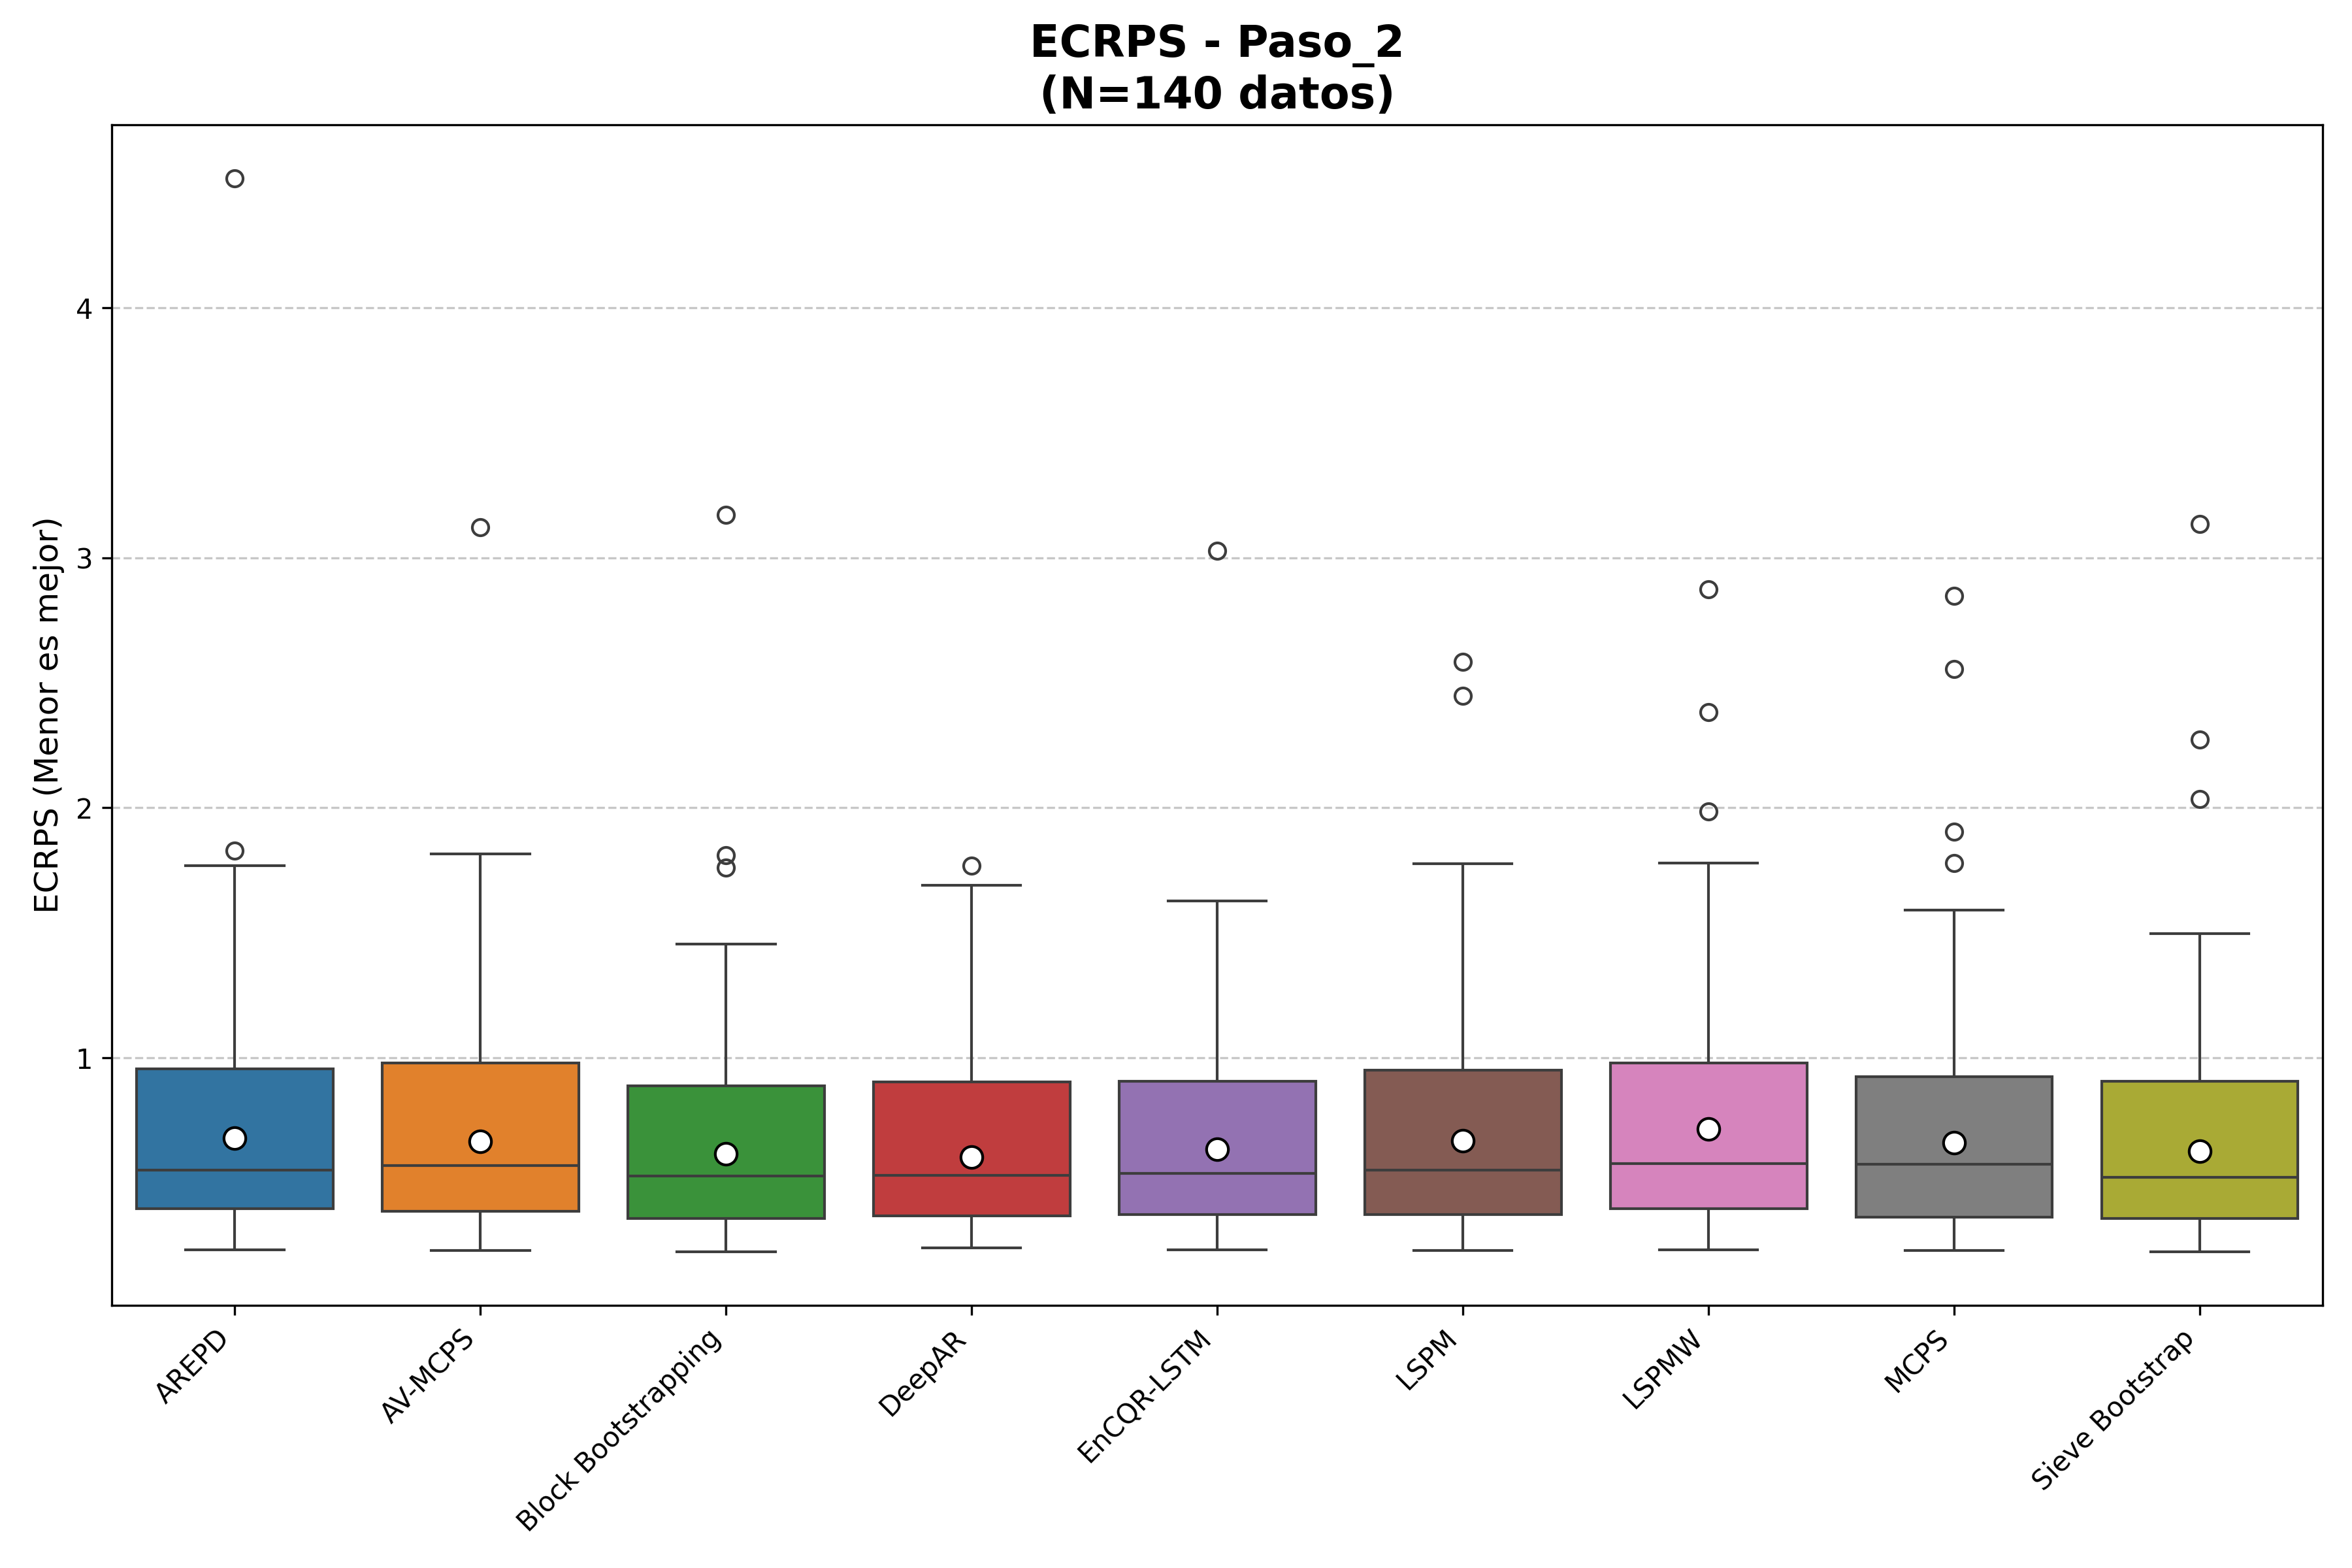 ECRPS - Paso_2
(N=140 datos)
ECRPS (Menor es mejor)
4
3
2
1
AREPD
AV-MCPS
Block Bootstrapping
DeepAR
EnCQR-LSTM
LSPM
LSPMW
MCPS
Sieve Bootstrap